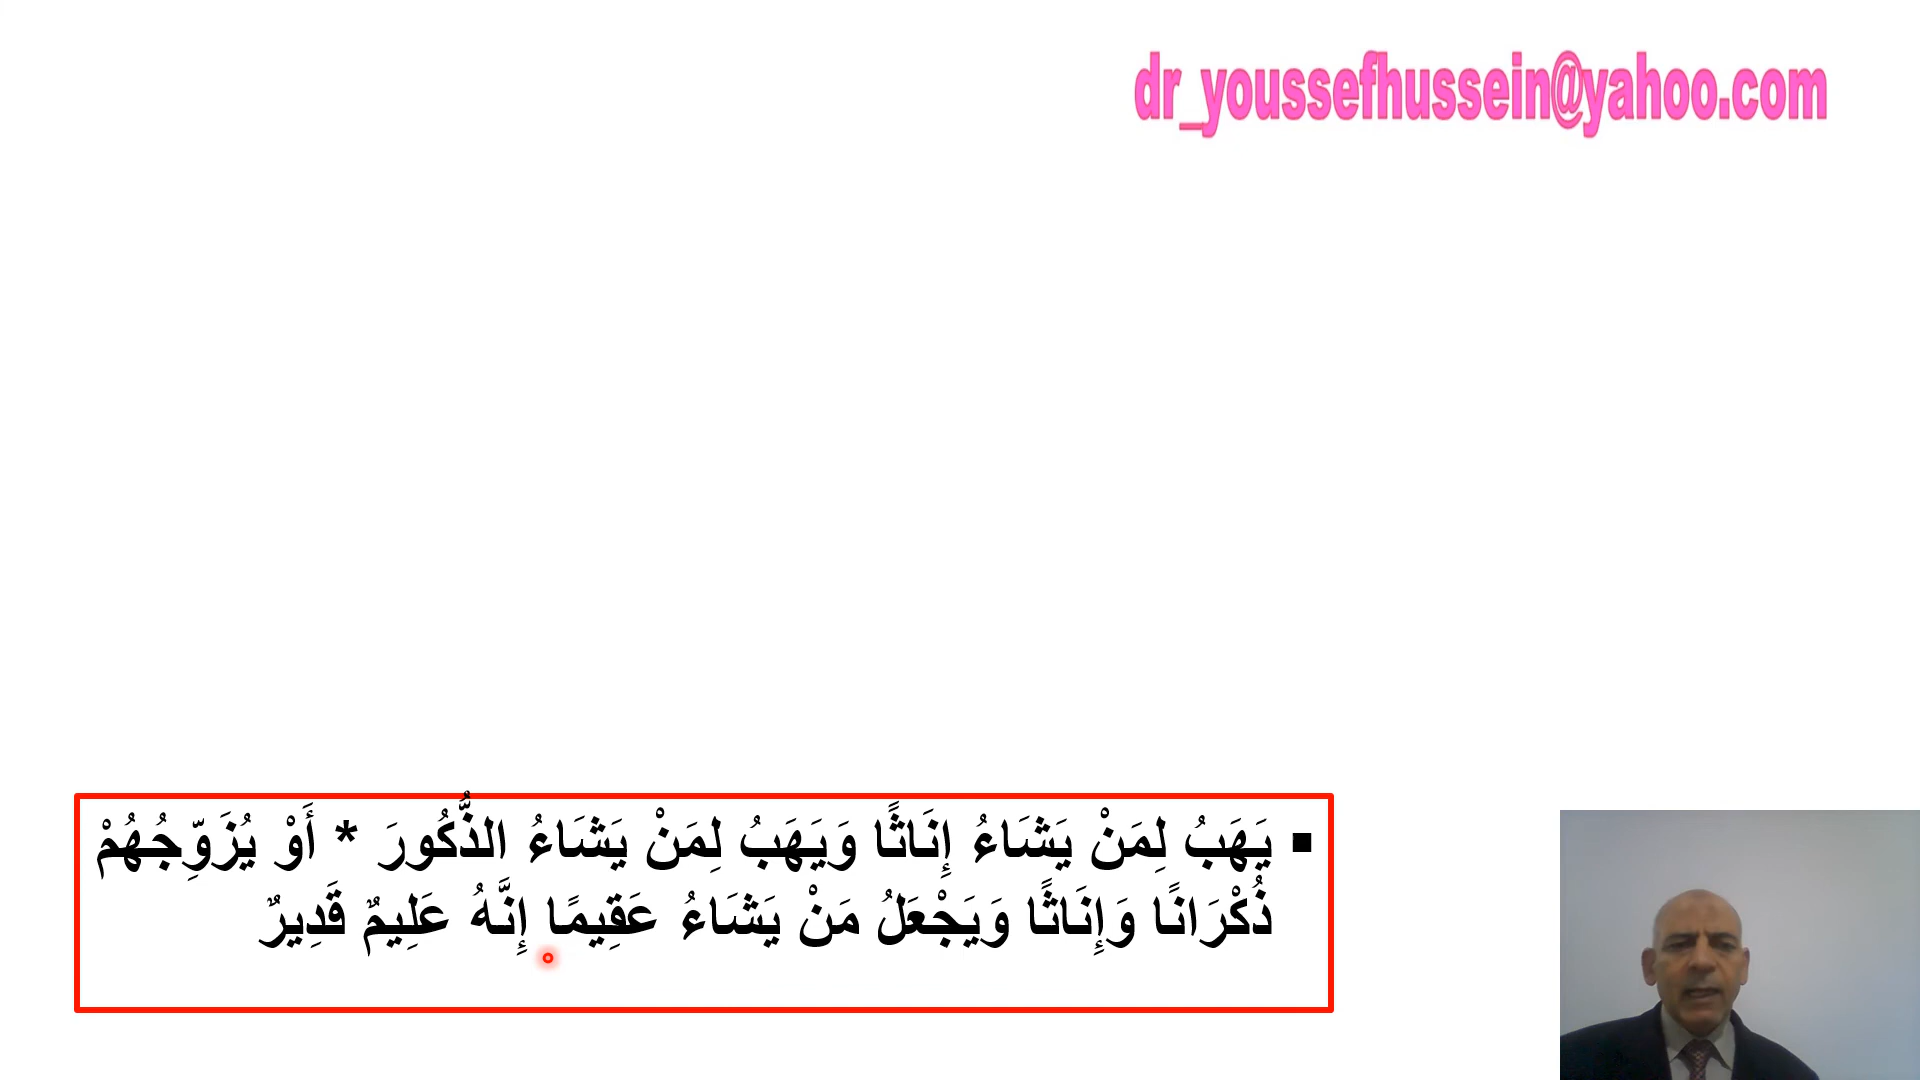 dr_youssefhussein@yahoo.com
▪ يَهَبُ لِمَنْ يَشَاءُ إِنَاثًا وَيَهَبُ لِمَنْ يَشَاءُ الذُّكُورَ * أَوْ يُزَوِّجُهُمْ
ذُكْرَانًا وَإِنَاثًا وَيَجْعَلُ مَنْ يَشَاءُ عَقِيمًا إِنَّهُ عَلِيمٌ قَدِيرٌ